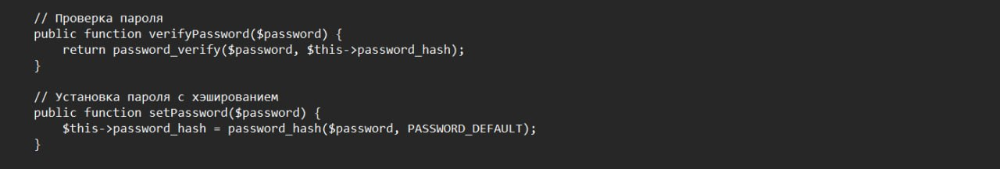 // Проверка пароля
public function verifyPassword($password) {
    return password_verify($password, $this->password_hash);
}

// Установка пароля с хэшированием
public function setPassword($password) {
    $this->password_hash = password_hash($password, PASSWORD_DEFAULT);
}